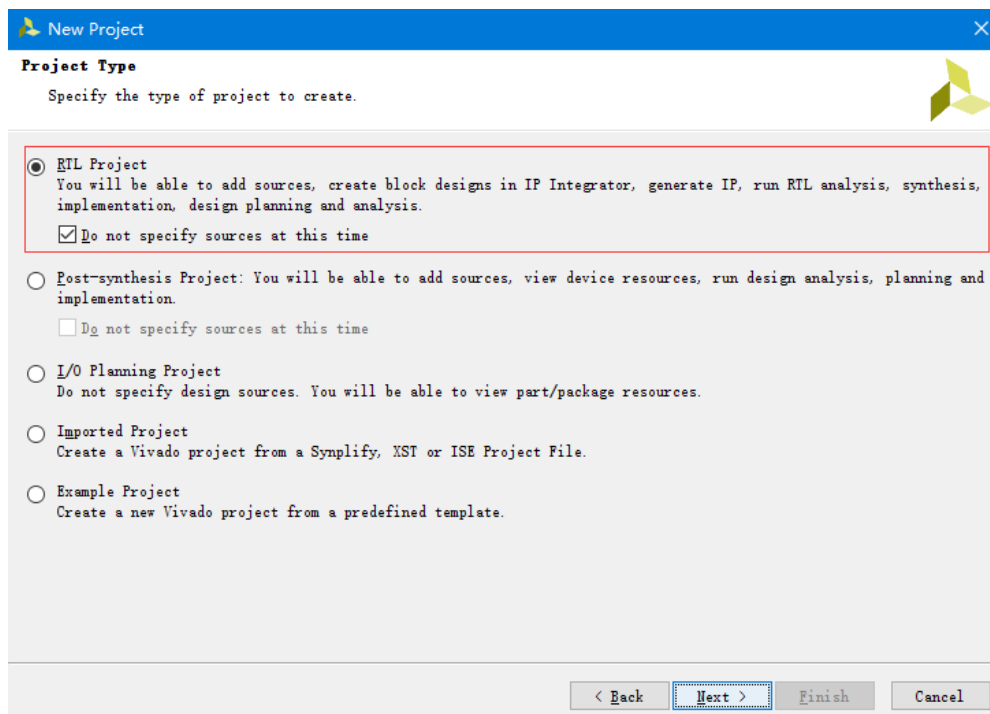 New Project
Project Type
Specify the type of project to create.
RTL Project
You will be able to add sources, create block designs in IP Integrator, generate IP, run RTL analysis, synthesis,
implementation, design planning and analysis.
Do not specify sources at this time
Post-synthesis Project: You will be able to add sources, view device resources, run design analysis, planning and
implementation.
Do not specify sources at this time
I/O Planning Project
Do not specify design sources. You will be able to view part/package resources.
Imported Project
Create a Vivado project from a Synplify, XST or ISE Project File.
Example Project
Create a new Vivado project from a predefined template.
< Back Next > Finish Cancel